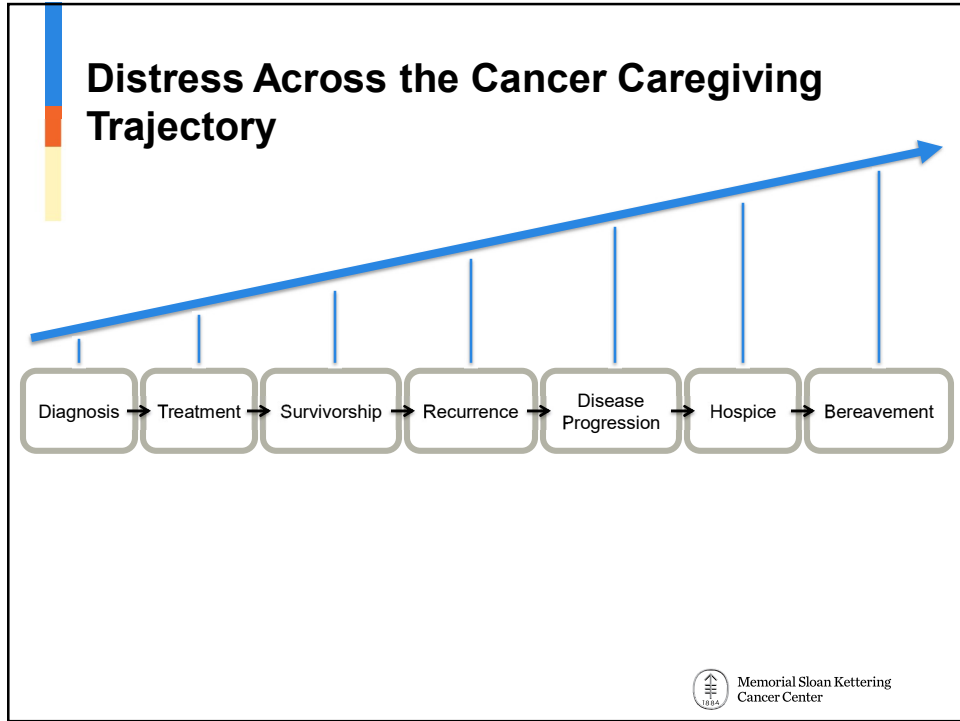 Distress Across the Cancer Caregiving
Trajectory
Diagnosis
Treatment
Survivorship
Recurrence
Disease
Progression
Hospice
Bereavement
1884
Memorial Sloan Kettering
Cancer Center